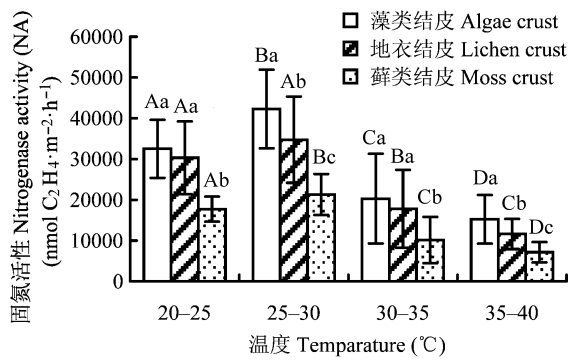 固氮活性 Nitrogenase activity (NA)
(nmol C₂H₄·m⁻²·h⁻¹)
60000
50000
40000
30000
20000
10000
0
藻类结皮 Algae crust
地衣结皮 Lichen crust
藓类结皮 Moss crust
Aa Aa Ab
Ba Ab Bc
Ca Ba Cb
Da Cb Dc
20–25 25–30 30–35 35–40
温度 Temparature (℃)